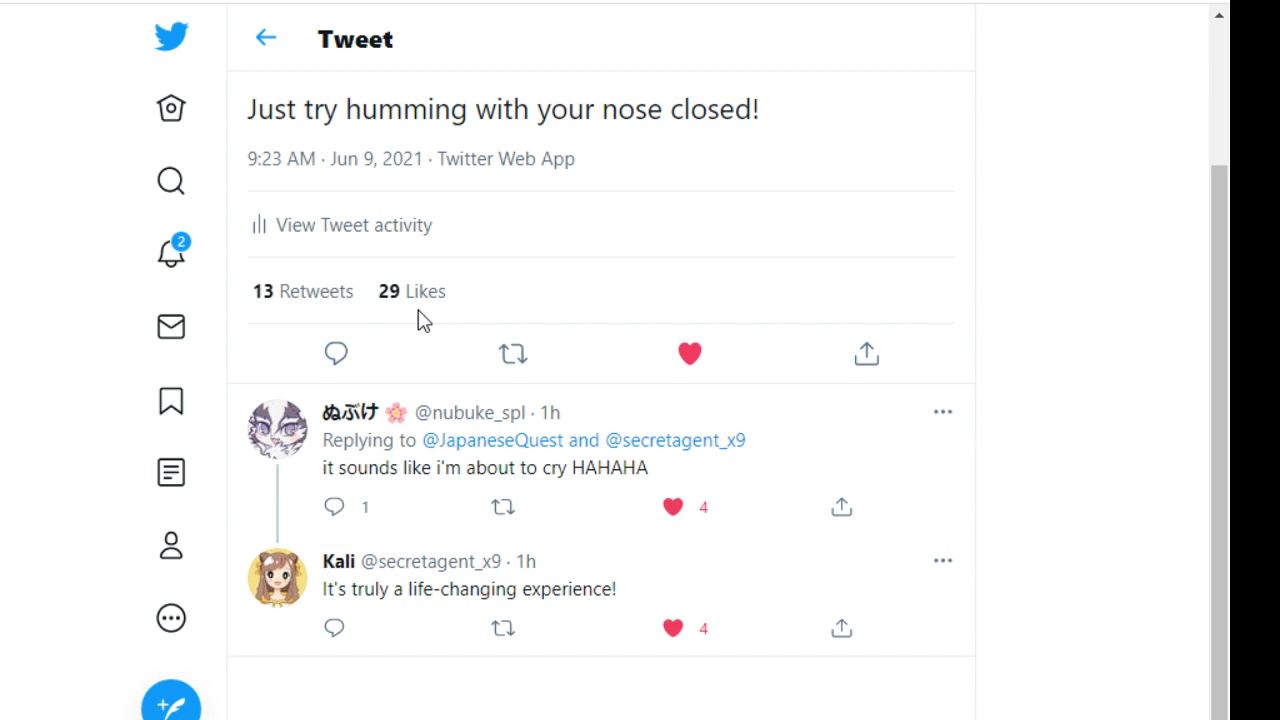 Tweet
Just try humming with your nose closed!
9:23 AM · Jun 9, 2021 · Twitter Web App
2
View Tweet activity
13 Retweets 29 Likes
ぬぶけ🌸 @nubuke_spl · 1h
Replying to @JapaneseQuest and @secretagent_x9
it sounds like i'm about to cry HAHAHA
1 4
Kali @secretagent_x9 · 1h
It's truly a life-changing experience!
4